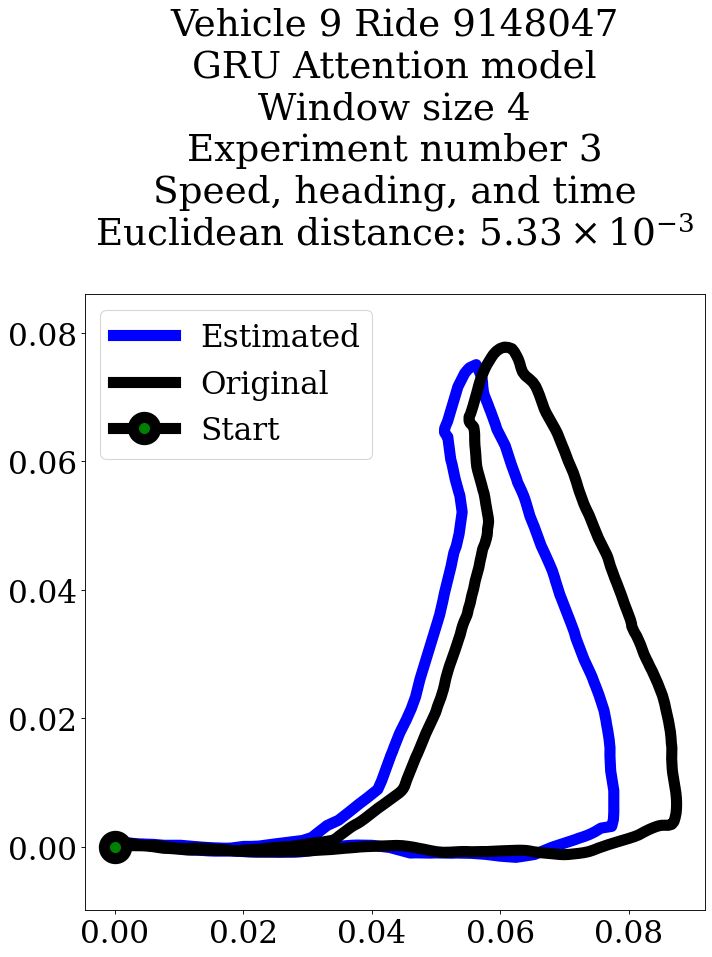 Vehicle 9 Ride 9148047
GRU Attention model
Window size 4
Experiment number 3
Speed, heading, and time
Euclidean distance: 5.33 × 10⁻³
Estimated
Original
Start
0.08
0.06
0.04
0.02
0.00
0.00 0.02 0.04 0.06 0.08